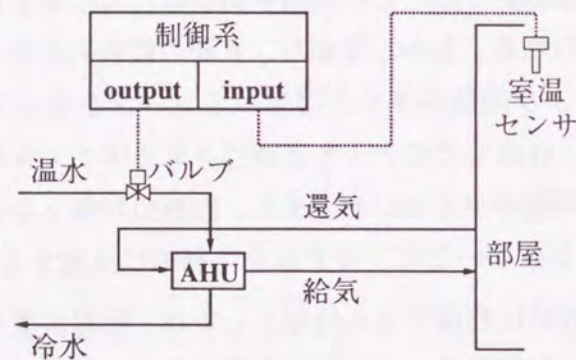 制御系
output
input
室温
センサ
温水
バルブ
還気
部屋
AHU
給気
冷水